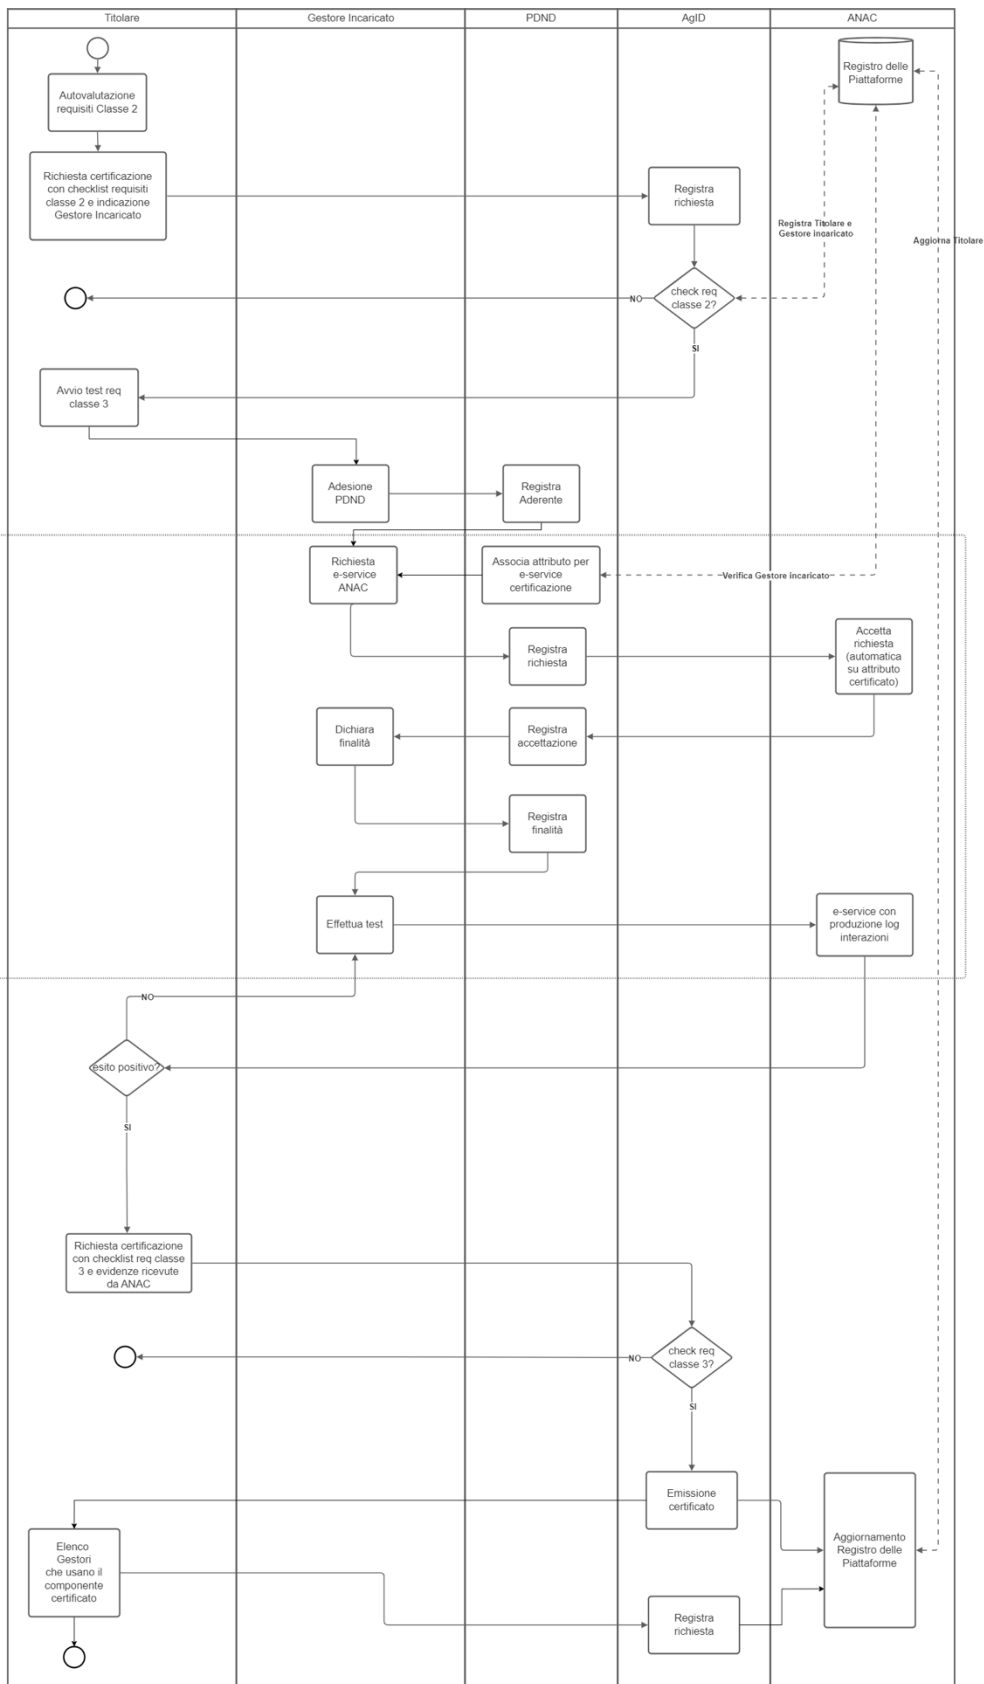 Titolare
Gestore Incaricato
PDND
AgID
ANAC
Registro delle
Piattaforme
Autovalutazione
requisiti Classe 2
Richiesta certificazione
con checklist requisiti
classe 2 e indicazione
Gestore Incaricato
Registra
richiesta
Registra Titolare e
Gestore incaricato
Aggiorna Titolare
check req
classe 2?
NO
SI
Avvio test req
classe 3
Adesione
PDND
Registra
Aderente
Richiesta
e-service
ANAC
Associa attributo per
e-service
certificazione
Verifica Gestore incaricato
Registra
richiesta
Accetta
richiesta
(automatica
su attributo
certificato)
Dichiara
finalità
Registra
accettazione
Registra
finalità
Effettua test
e-service con
produzione log
interazioni
NO
esito positivo?
SI
Richiesta certificazione
con checklist req classe
3 e evidenze ricevute
da ANAC
check req
classe 3?
NO
SI
Emissione
certificato
Elenco
Gestori
che usano il
componente
certificato
Aggiornamento
Registro delle
Piattaforme
Registra
richiesta